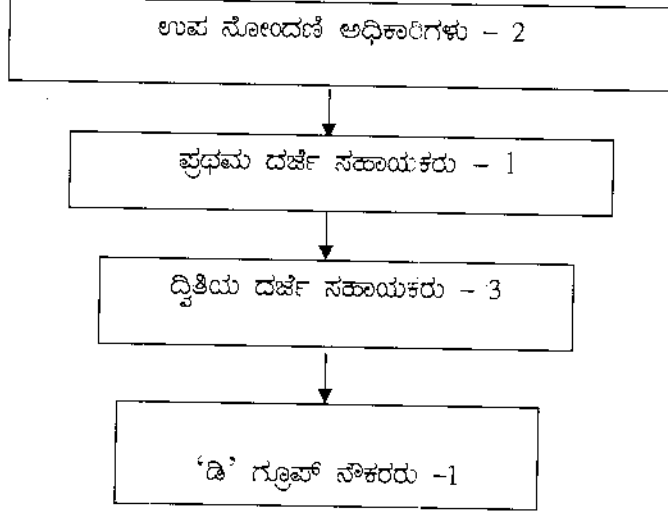 ಉಪ ನೋಂದಣಿ ಅಧಿಕಾರಿಗಳು – 2
ಪ್ರಥಮ ದರ್ಜೆ ಸಹಾಯಕರು – 1
ದ್ವಿತಿಯ ದರ್ಜೆ ಸಹಾಯಕರು – 3
‘ಡಿ’ ಗ್ರೂಪ್ ನೌಕರರು -1